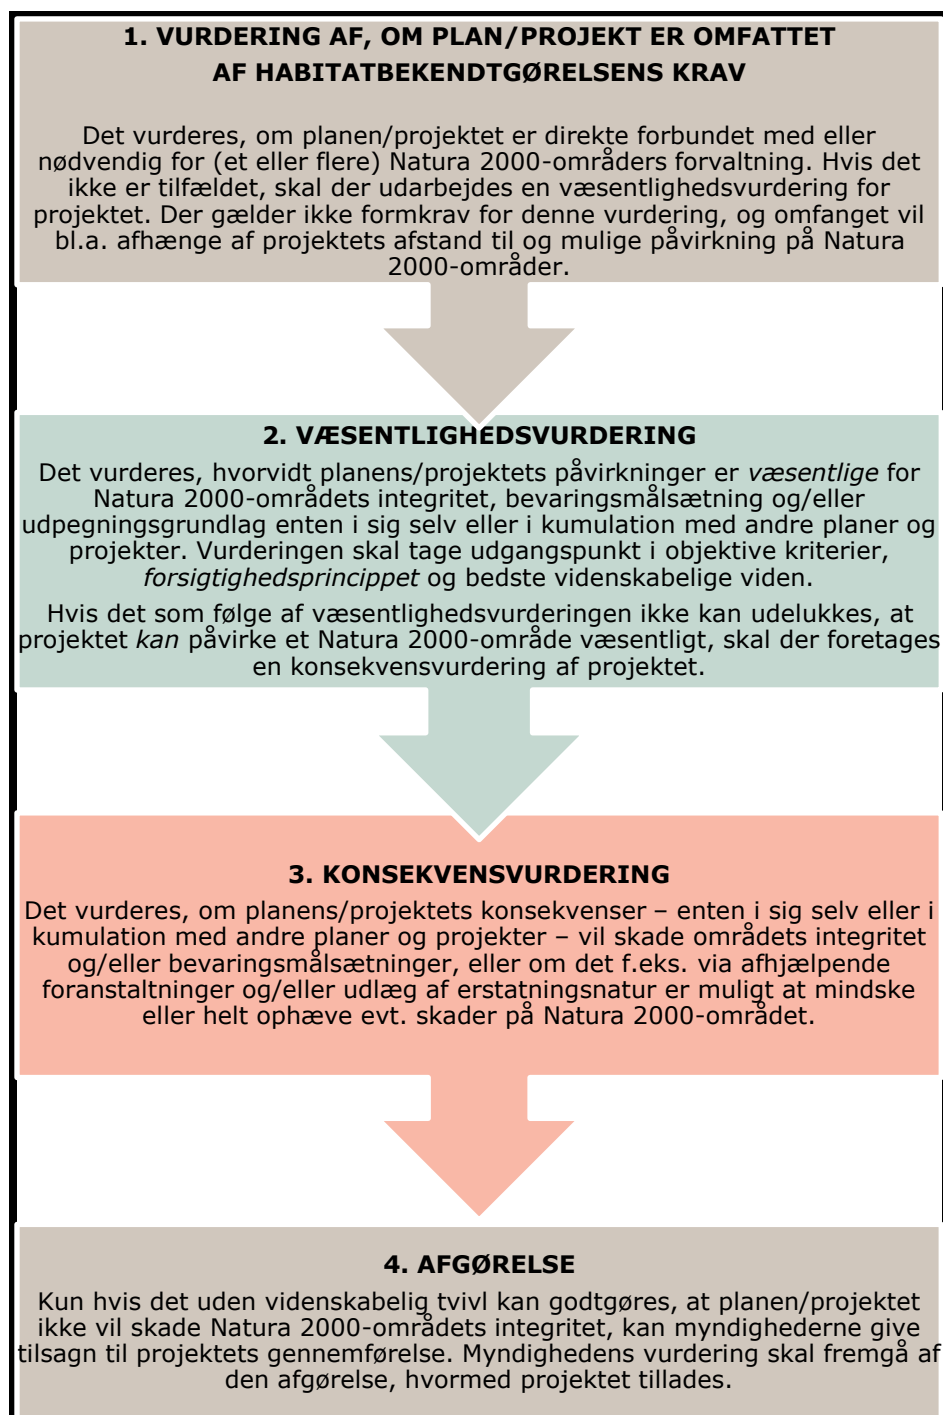 1. VURDERING AF, OM PLAN/PROJEKT ER OMFATTET
AF HABITATBEKENDTGØRELSENS KRAV
Det vurderes, om planen/projektet er direkte forbundet med eller
nødvendig for (et eller flere) Natura 2000-områders forvaltning. Hvis det
ikke er tilfældet, skal der udarbejdes en væsentlighedsvurdering for
projektet. Der gælder ikke formkrav for denne vurdering, og omfanget vil
bl.a. afhænge af projektets afstand til og mulige påvirkning på Natura
2000-områder.
2. VÆSENTLIGHEDSVURDERING
Det vurderes, hvorvidt planens/projektets påvirkninger er væsentlige for
Natura 2000-områdets integritet, bevaringsmålsætning og/eller
udpegningsgrundlag enten i sig selv eller i kumulation med andre planer og
projekter. Vurderingen skal tage udgangspunkt i objektive kriterier,
forsigtighedsprincippet og bedste videnskabelige viden.
Hvis det som følge af væsentlighedsvurderingen ikke kan udelukkes, at
projektet kan påvirke et Natura 2000-område væsentligt, skal der foretages
en konsekvensvurdering af projektet.
3. KONSEKVENSVURDERING
Det vurderes, om planens/projektets konsekvenser – enten i sig selv eller i
kumulation med andre planer og projekter – vil skade områdets integritet
og/eller bevaringsmålsætninger, eller om det f.eks. via afhjælpende
foranstaltninger og/eller udlæg af erstatningsnatur er muligt at mindske
eller helt ophæve evt. skader på Natura 2000-området.
4. AFGØRELSE
Kun hvis det uden videnskabelig tvivl kan godtgøres, at planen/projektet
ikke vil skade Natura 2000-områdets integritet, kan myndighederne give
tilsagn til projektets gennemførelse. Myndighedens vurdering skal fremgå af
den afgørelse, hvormed projektet tillades.